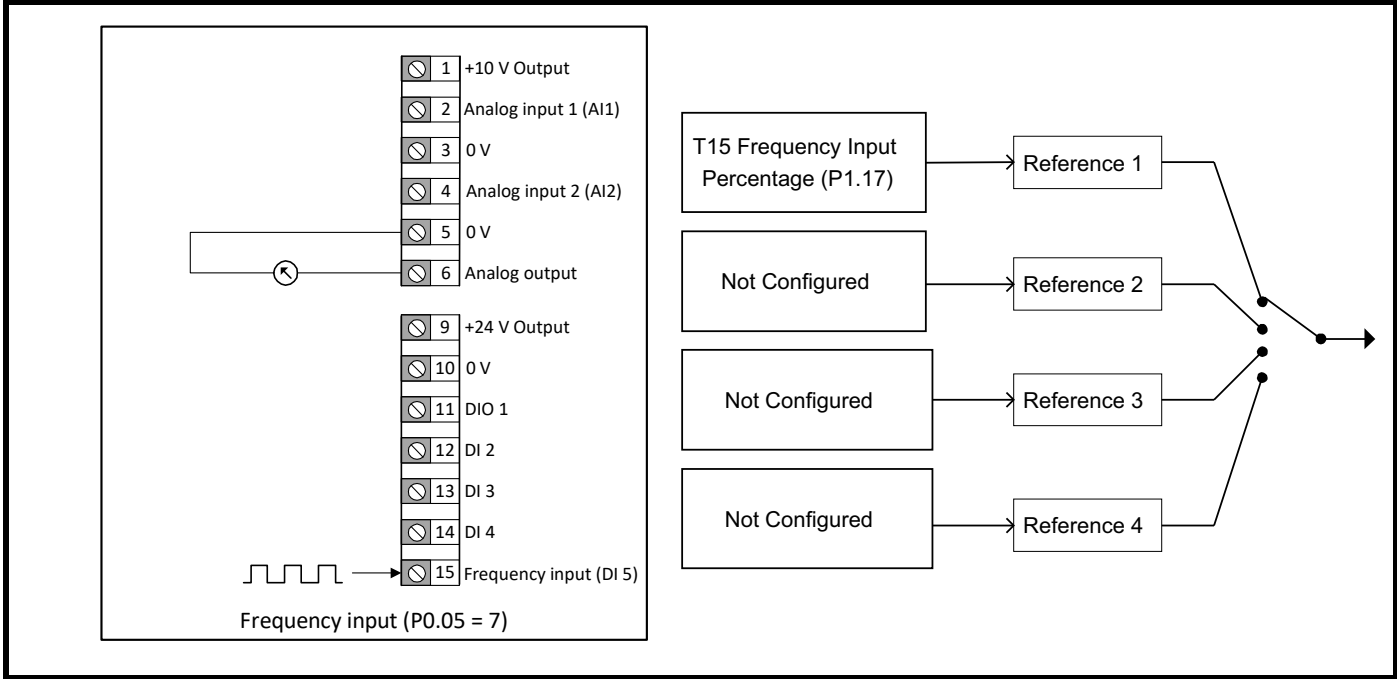 1 +10 V Output
2 Analog input 1 (AI1)
3 0 V
4 Analog input 2 (AI2)
5 0 V
6 Analog output
9 +24 V Output
10 0 V
11 DIO 1
12 DI 2
13 DI 3
14 DI 4
15 Frequency input (DI 5)
Frequency input (P0.05 = 7)
T15 Frequency Input
Percentage (P1.17)
Reference 1
Not Configured
Reference 2
Not Configured
Reference 3
Not Configured
Reference 4